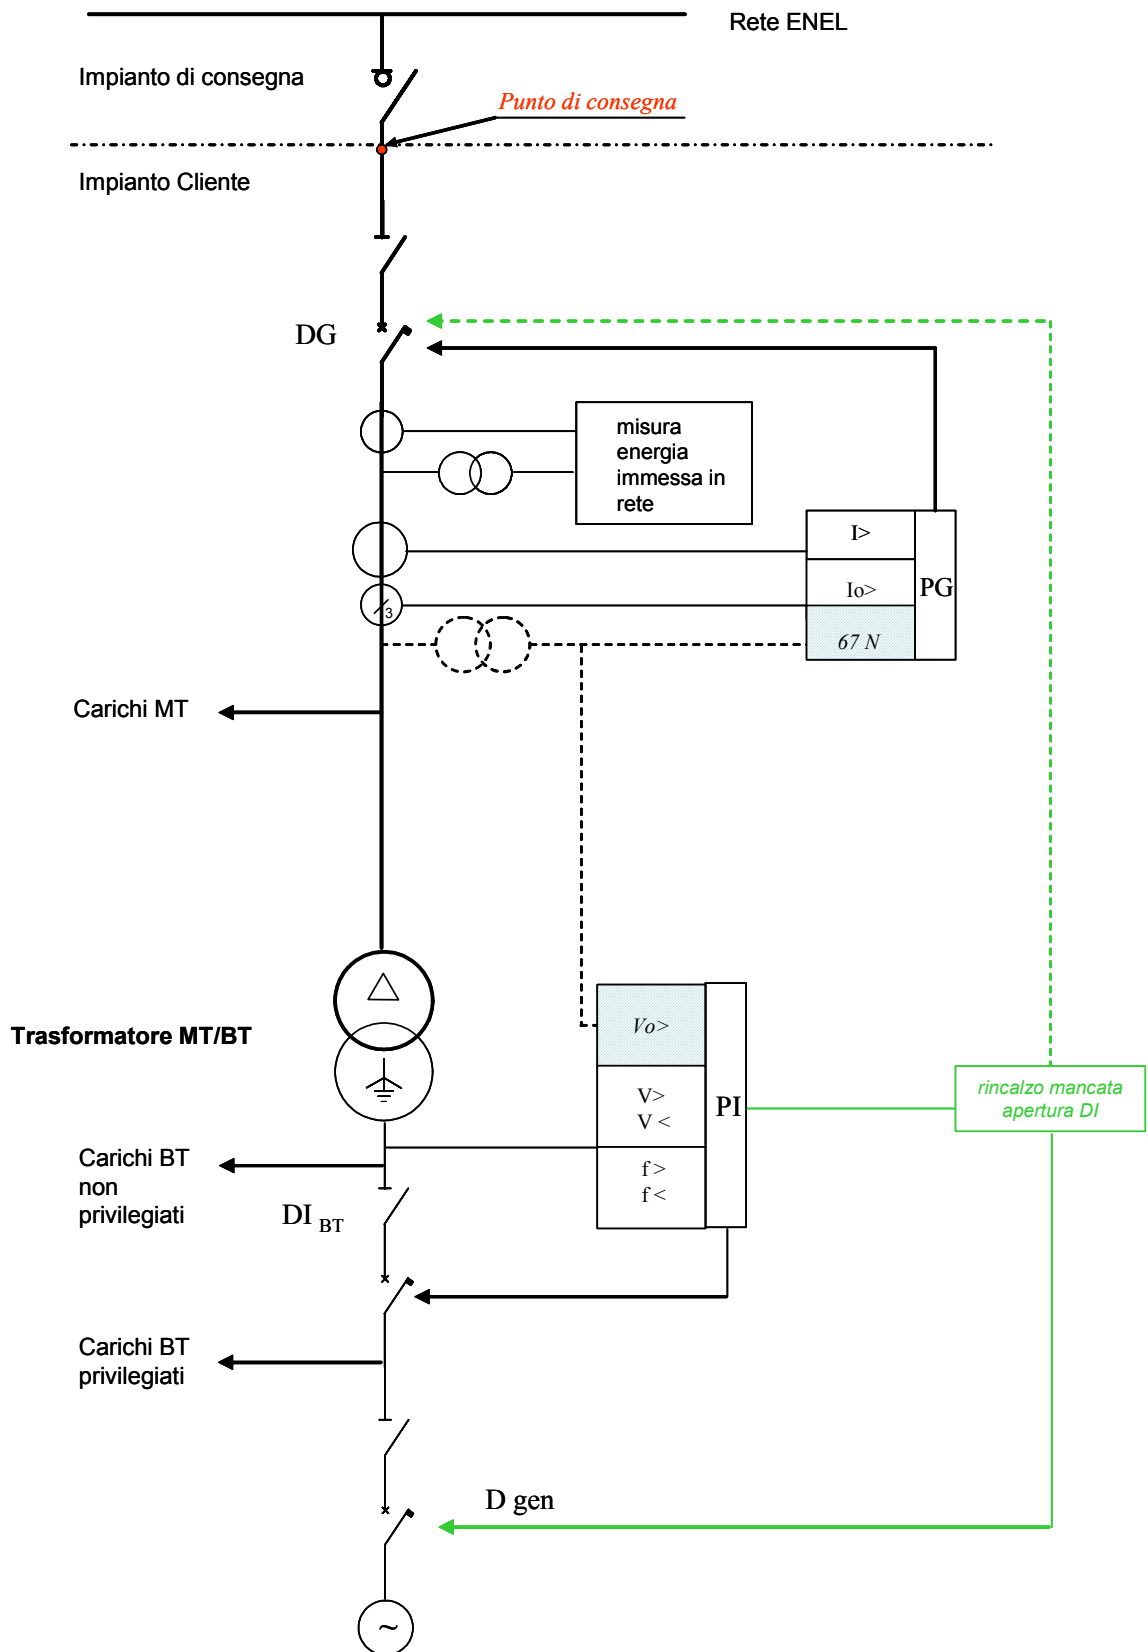 Rete ENEL
Impianto di consegna
Punto di consegna
Impianto Cliente
DG
misura
energia
immessa in
rete
I>
Io>
PG
3
67 N
Carichi MT
Trasformatore MT/BT
Vo>
V>
V<
PI
f>
f<
rincalzo mancata
apertura DI
Carichi BT
non
privilegiati
DI BT
Carichi BT
privilegiati
D gen
~